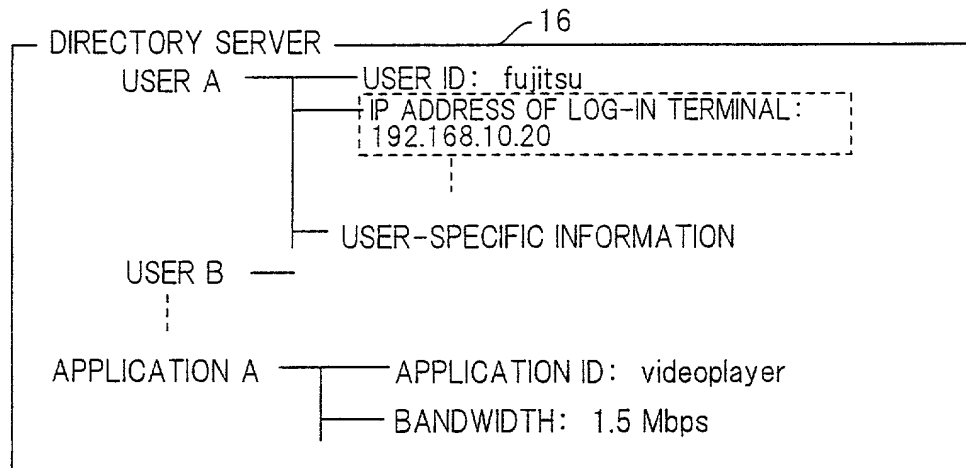 16
DIRECTORY SERVER
USER A
USER ID: fujitsu
IP ADDRESS OF LOG-IN TERMINAL:
192.168.10.20
USER-SPECIFIC INFORMATION
USER B
APPLICATION A
APPLICATION ID: videoplayer
BANDWIDTH: 1.5 Mbps